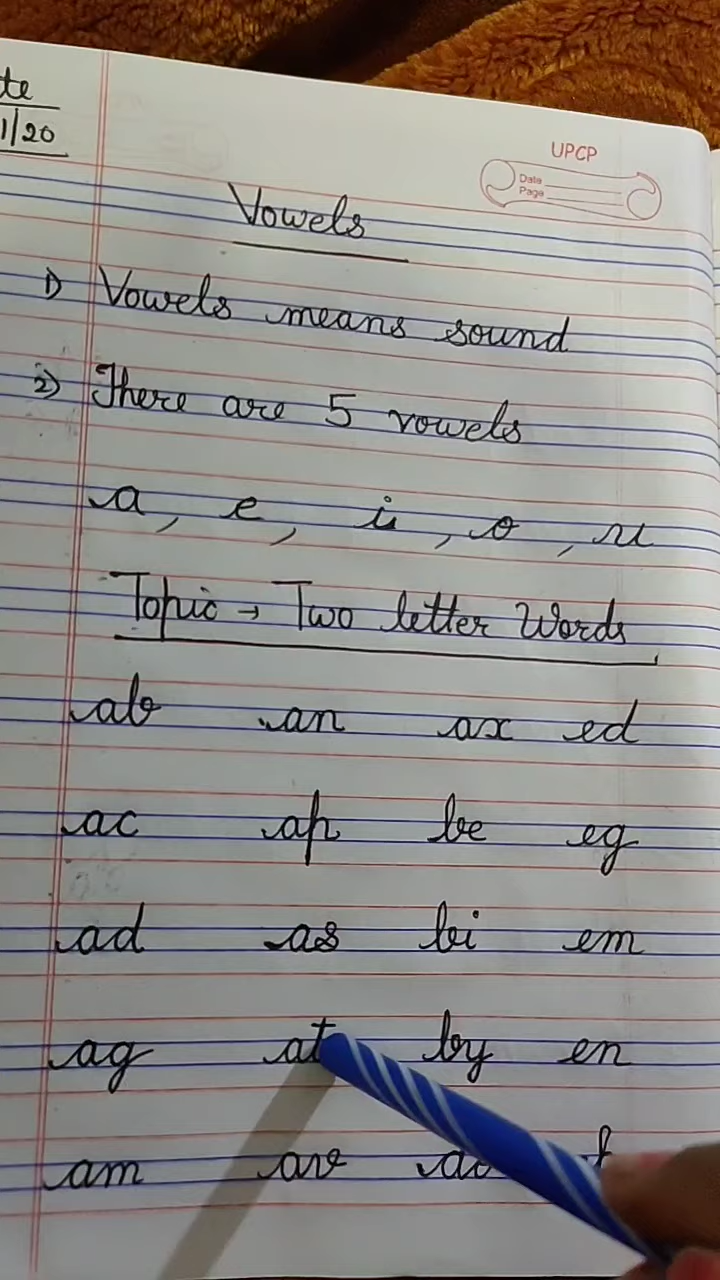 te
1/20
UPCP
Data
Page
Vowels
1) Vowels means sound
2) There are 5 vowels
a, e, i, o, u
Topic → Two letter Words
ab an ax ed
ac ap be eg
ad as bi em
ag at by en
am av